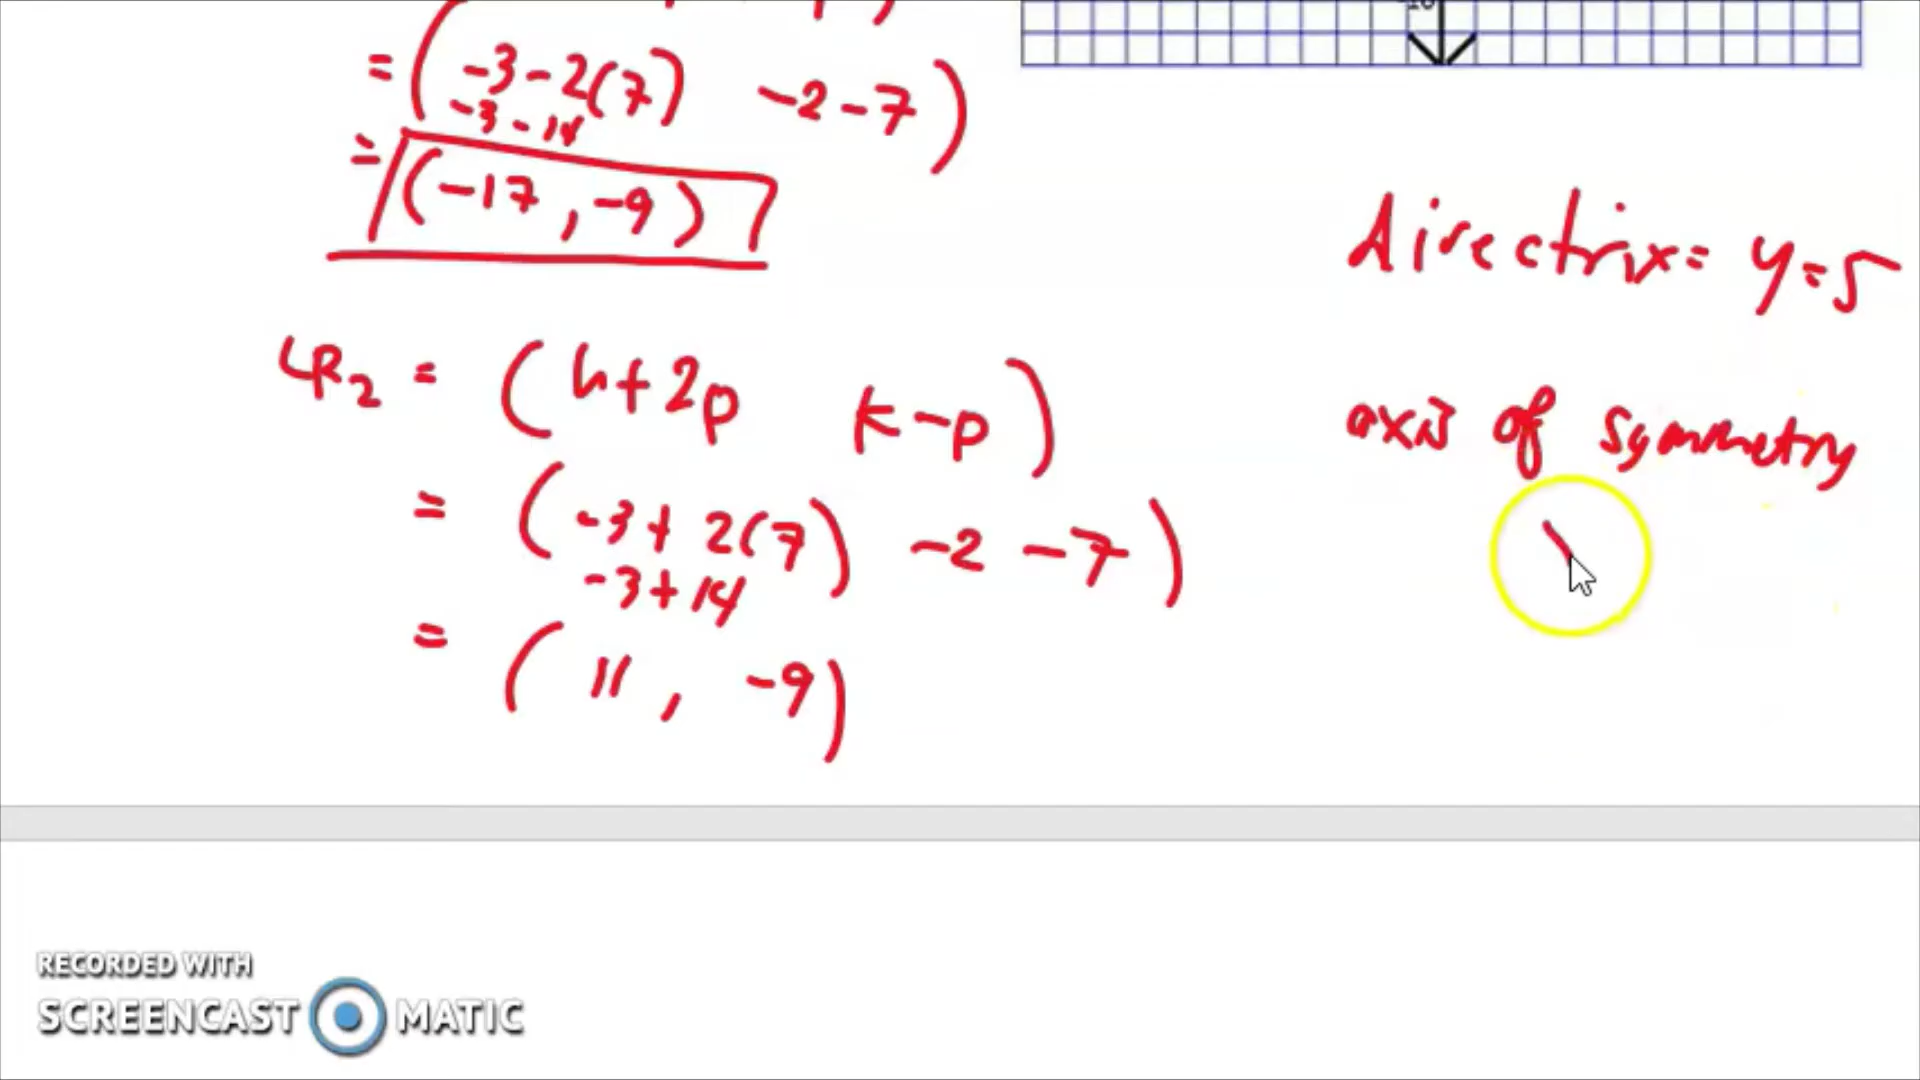 = ( -3-2(7) -2-7 )
-3-14
= (-17, -9)
LR2 = ( h+2p k-p )
= ( -3+2(7) -2-7 )
-3+14
= ( 11, -9)
Directrix= y=5
axis of symmetry
RECORDED WITH
SCREENCAST MATIC